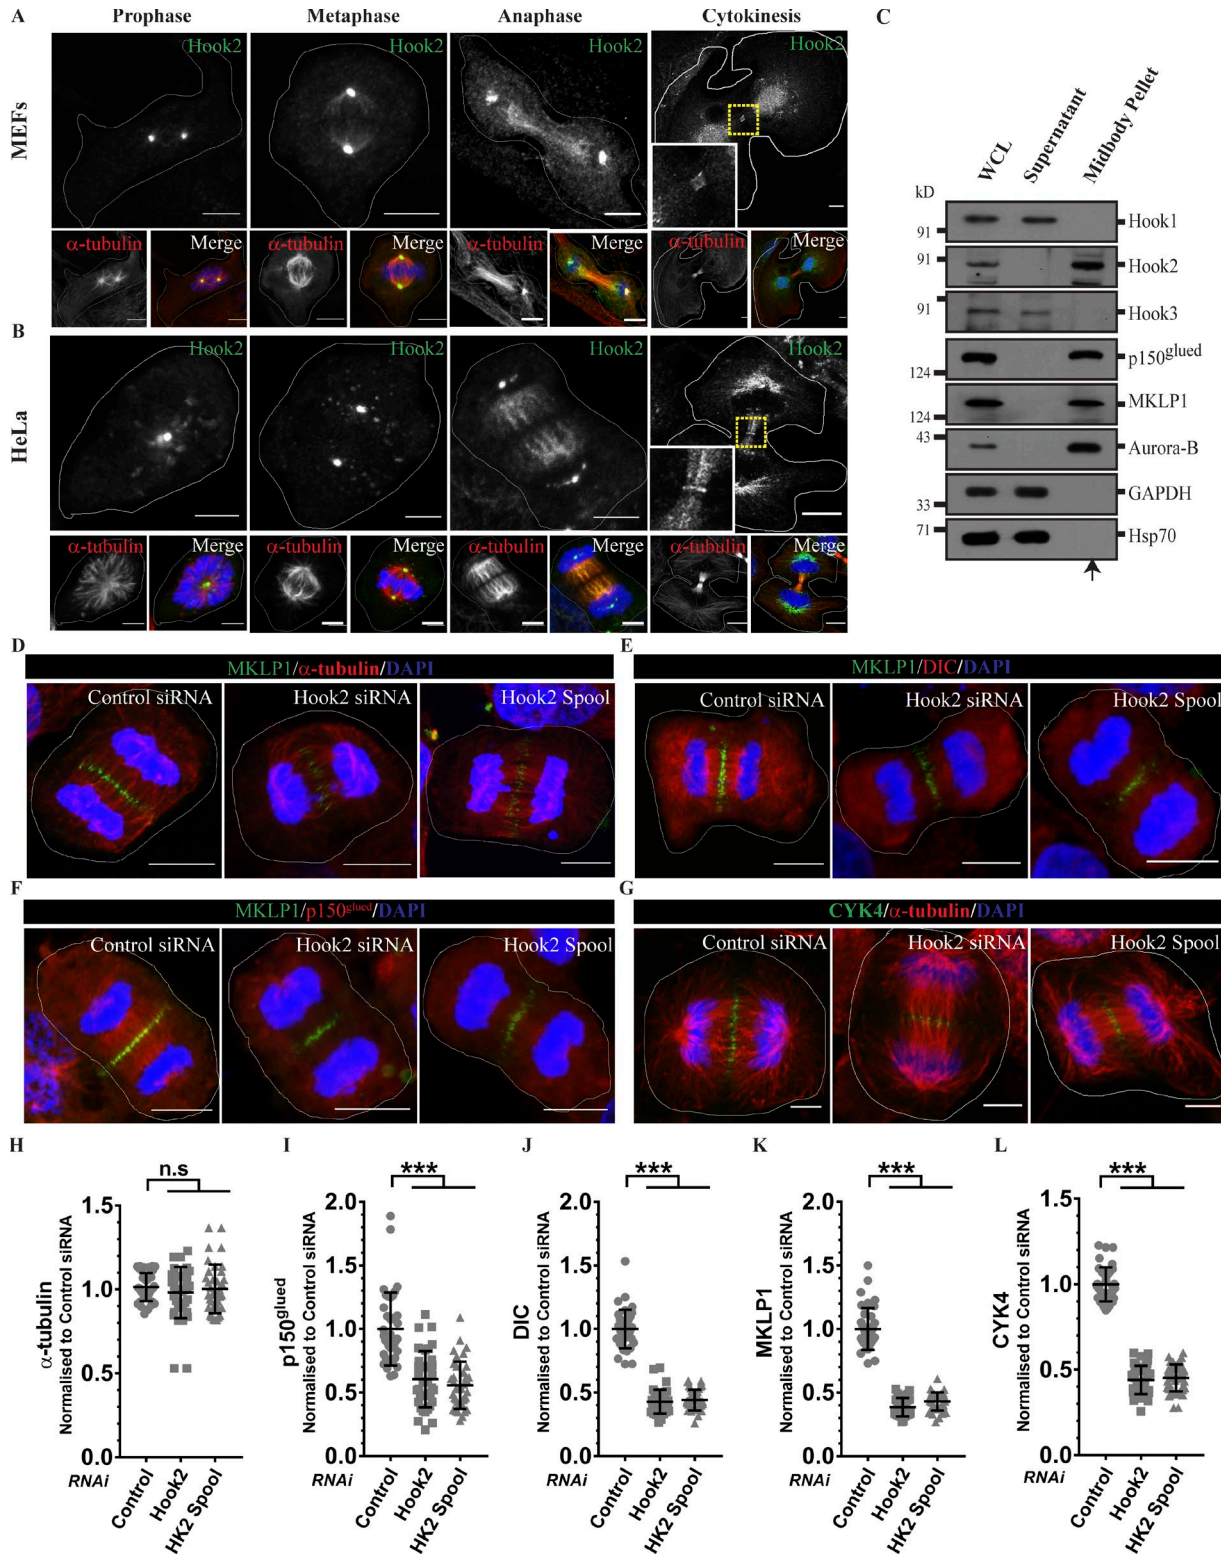 A
Prophase
Metaphase
Anaphase
Cytokinesis
MEFs
Hook2
Hook2
Hook2
Hook2
α-tubulin
Merge
α-tubulin
Merge
α-tubulin
Merge
α-tubulin
Merge
B
HeLa
Hook2
Hook2
Hook2
Hook2
α-tubulin
Merge
α-tubulin
Merge
α-tubulin
Merge
α-tubulin
Merge
C
WCL
Supernatant
Midbody Pellet
kD
91
Hook1
91
Hook2
91
Hook3
124
p150glued
124
MKLP1
43
Aurora-B
33
GAPDH
71
Hsp70
D
MKLP1/α-tubulin/DAPI
Control siRNA
Hook2 siRNA
Hook2 Spool
E
MKLP1/DIC/DAPI
Control siRNA
Hook2 siRNA
Hook2 Spool
F
MKLP1/p150glued/DAPI
Control siRNA
Hook2 siRNA
Hook2 Spool
G
CYK4/α-tubulin/DAPI
Control siRNA
Hook2 siRNA
Hook2 Spool
H
n.s
α-tubulin
Normalised to Control siRNA
1.5
1.0
0.5
0.0
RNAi
Control
Hook2
HK2 Spool
I
***
p150glued
Normalised to Control siRNA
2.0
1.5
1.0
0.5
0.0
RNAi
Control
Hook2
HK2 Spool
J
***
DIC
Normalised to Control siRNA
2.0
1.5
1.0
0.5
0.0
RNAi
Control
Hook2
HK2 Spool
K
***
MKLP1
Normalised to Control siRNA
2.0
1.5
1.0
0.5
0.0
RNAi
Control
Hook2
HK2 Spool
L
***
CYK4
Normalised to Control siRNA
1.5
1.0
0.5
0.0
RNAi
Control
Hook2
HK2 Spool